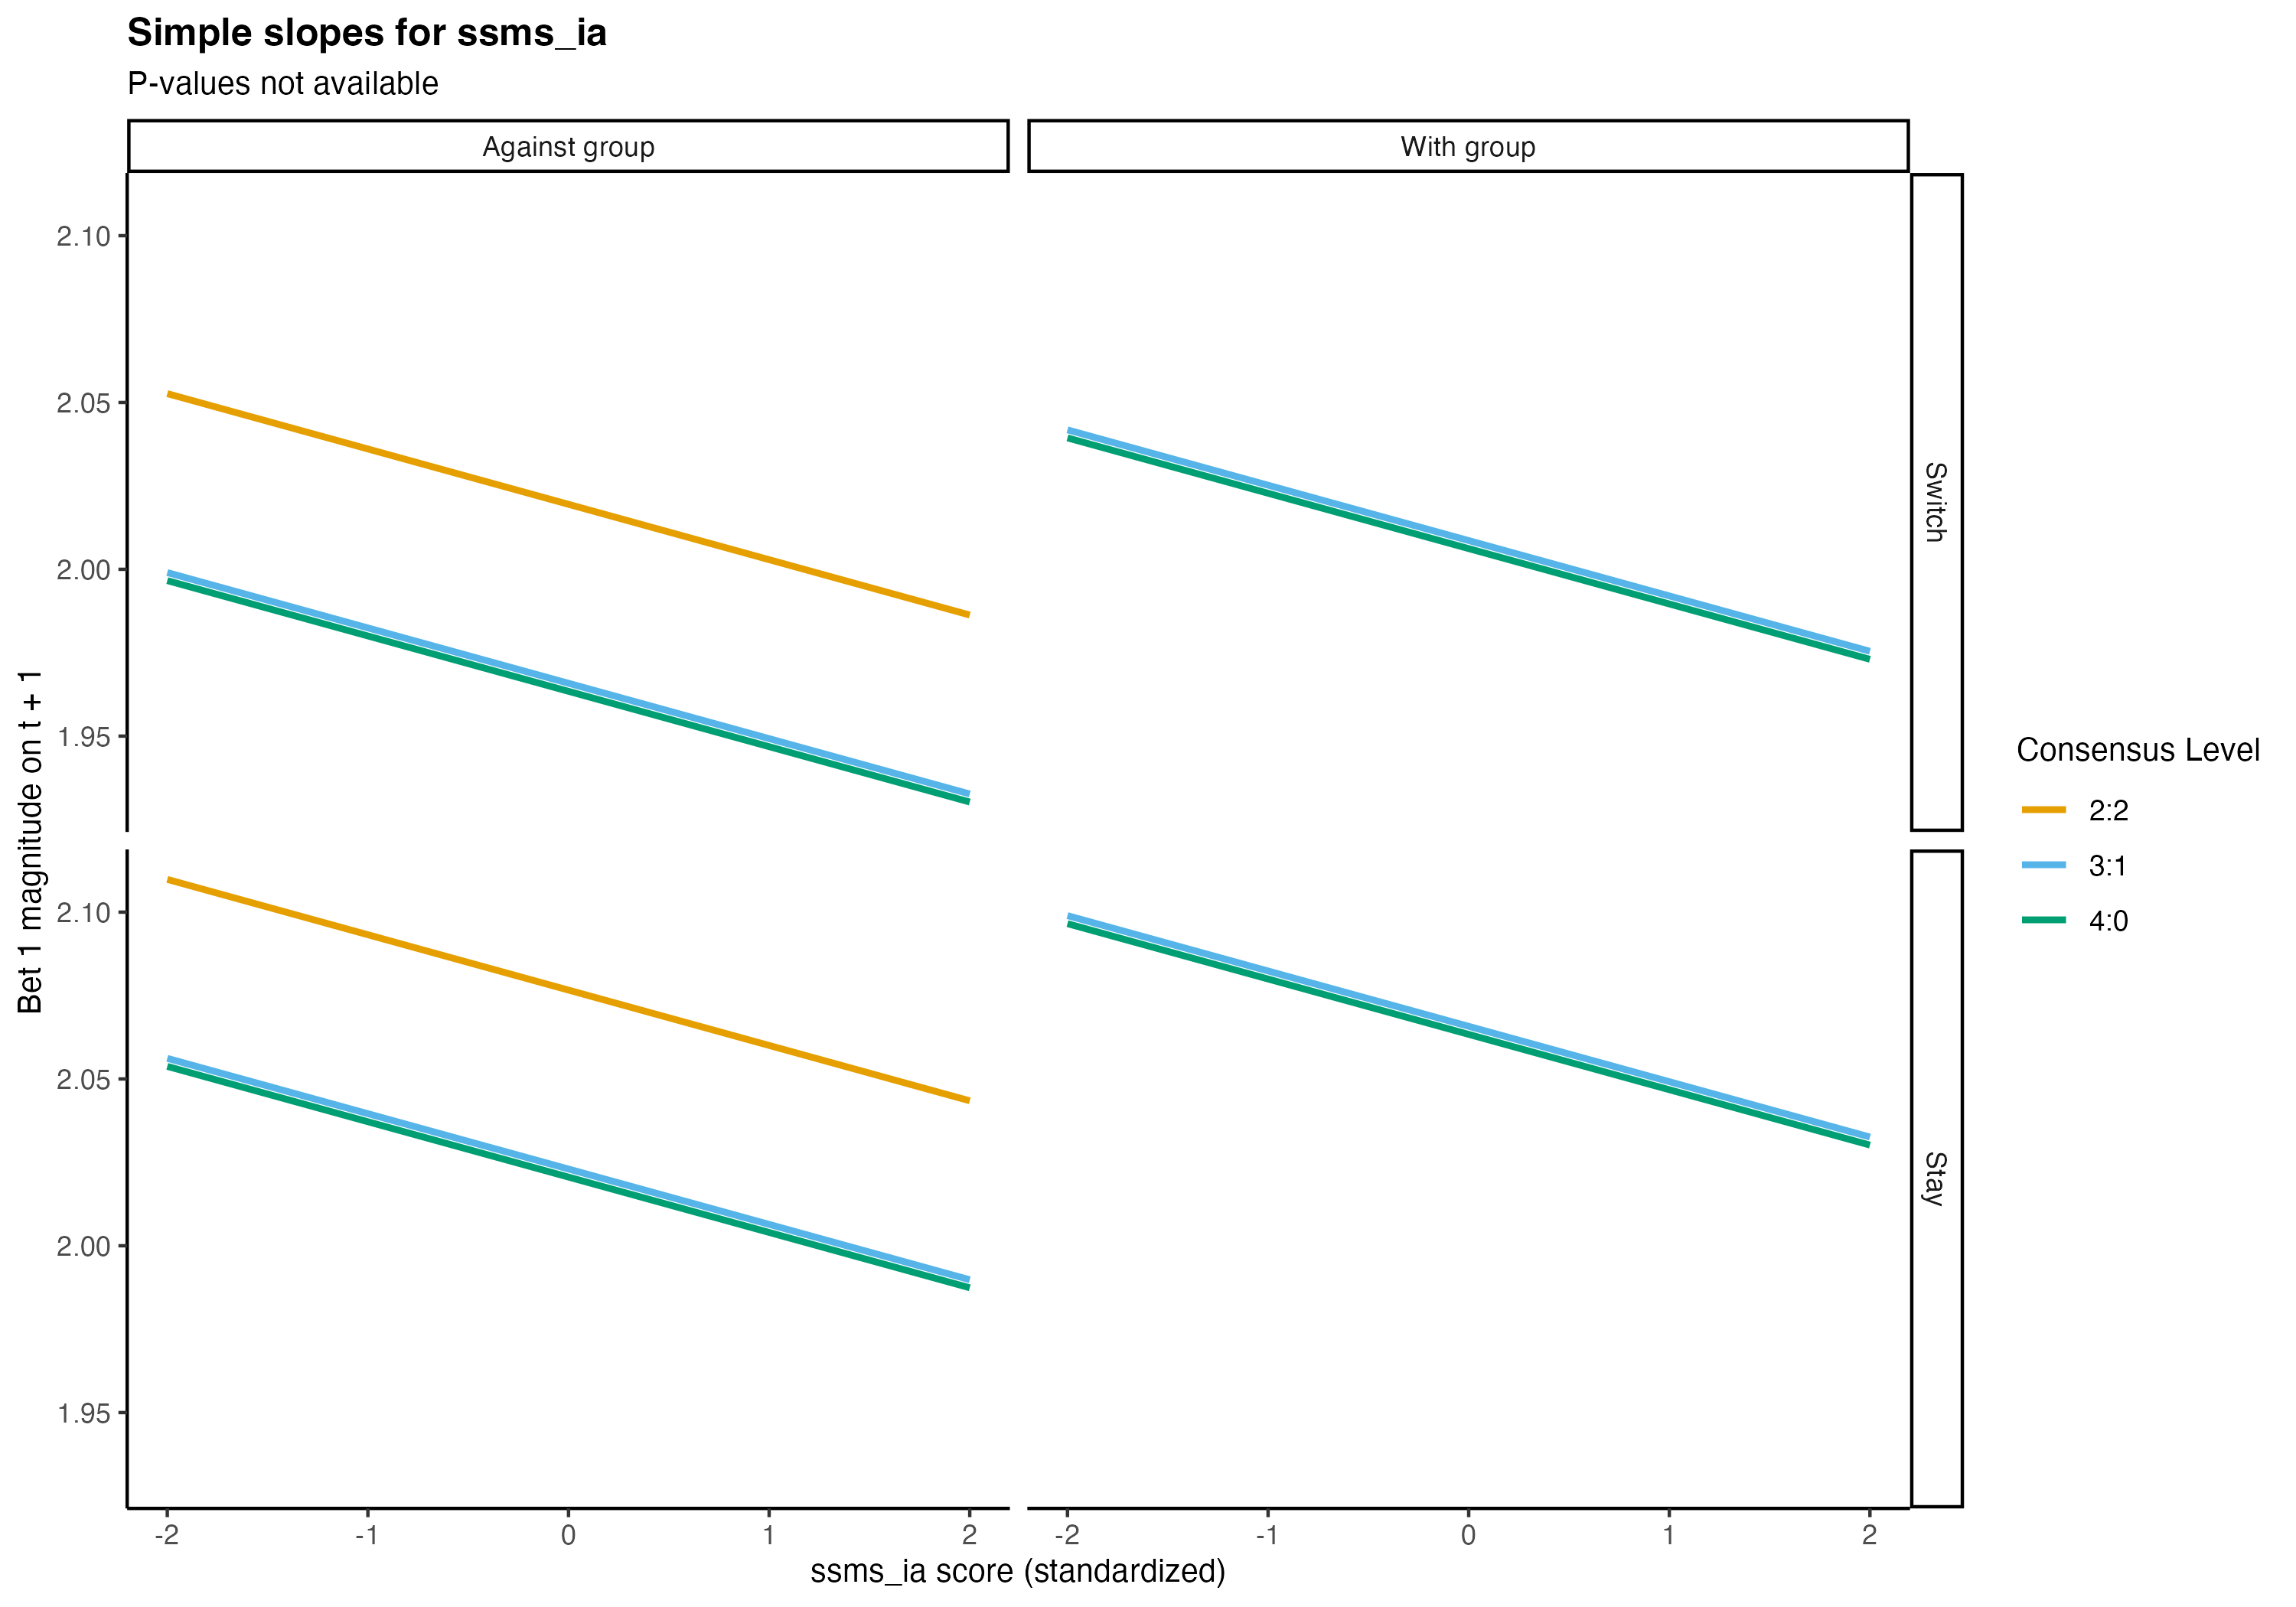 Simple slopes for ssms_ia
P-values not available
Against group
With group
2.10
2.05
2.00
1.95
Switch
2.10
2.05
2.00
1.95
Stay
Bet 1 magnitude on t + 1
-2
-1
0
1
2
-2
-1
0
1
2
ssms_ia score (standardized)
Consensus Level
2:2
3:1
4:0